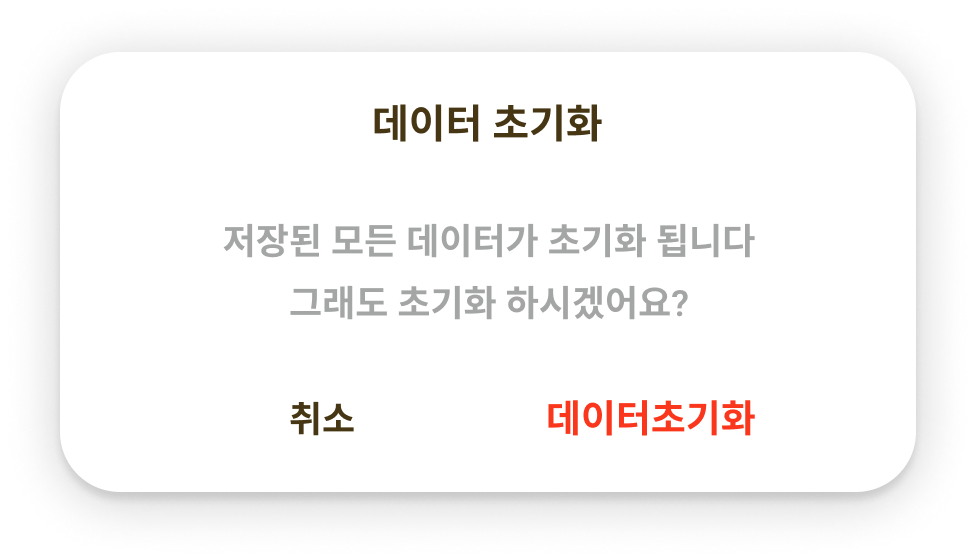 데이터 초기화
저장된 모든 데이터가 초기화 됩니다
그래도 초기화 하시겠어요?
취소 데이터초기화